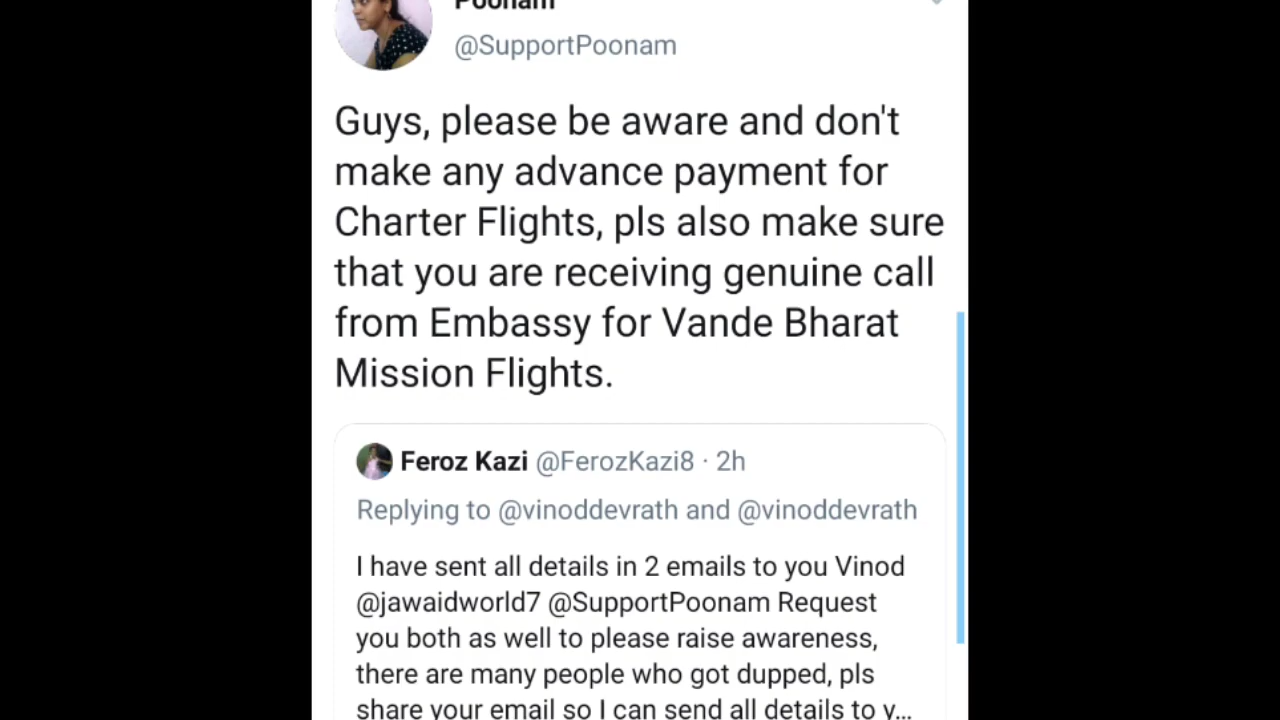 Poonam
@SupportPoonam
Guys, please be aware and don't
make any advance payment for
Charter Flights, pls also make sure
that you are receiving genuine call
from Embassy for Vande Bharat
Mission Flights.
Feroz Kazi @FerozKazi8 · 2h
Replying to @vinoddevrath and @vinoddevrath
I have sent all details in 2 emails to you Vinod
@jawaidworld7 @SupportPoonam Request
you both as well to please raise awareness,
there are many people who got dupped, pls
share your email so I can send all details to y...